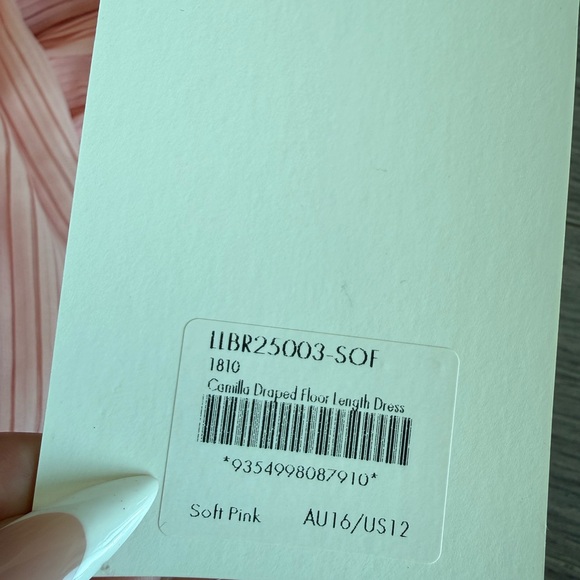 LLBR25003-SOF
1810
Camilla Draped Floor Length Dress
*9354998087910*
Soft Pink AU16/US12